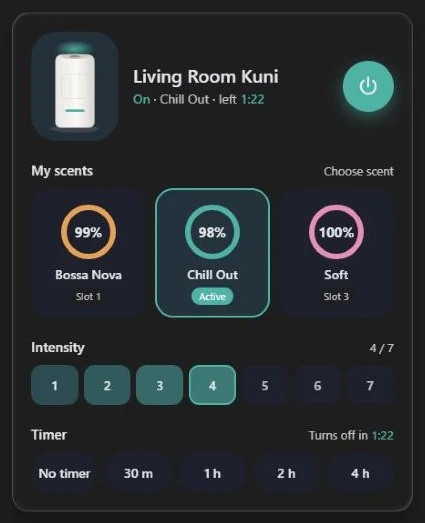 Living Room Kuni
On · Chill Out · left 1:22
My scents
Choose scent
99%
98%
100%
Bossa Nova
Chill Out
Soft
Slot 1
Active
Slot 3
Intensity
4 / 7
1 2 3 4 5 6 7
Timer
Turns off in 1:22
No timer 30 m 1 h 2 h 4 h